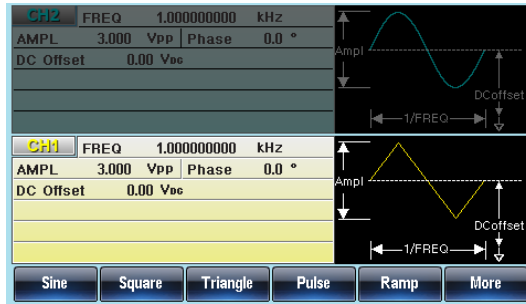 CH2 FREQ 1.000000000 kHz
AMPL 3.000 Vpp Phase 0.0 °
DC Offset 0.00 VDC
Ampl
DCoffset
1/FREQ
CH1 FREQ 1.000000000 kHz
AMPL 3.000 Vpp Phase 0.0 °
DC Offset 0.00 VDC
Ampl
DCoffset
1/FREQ
Sine Square Triangle Pulse Ramp More